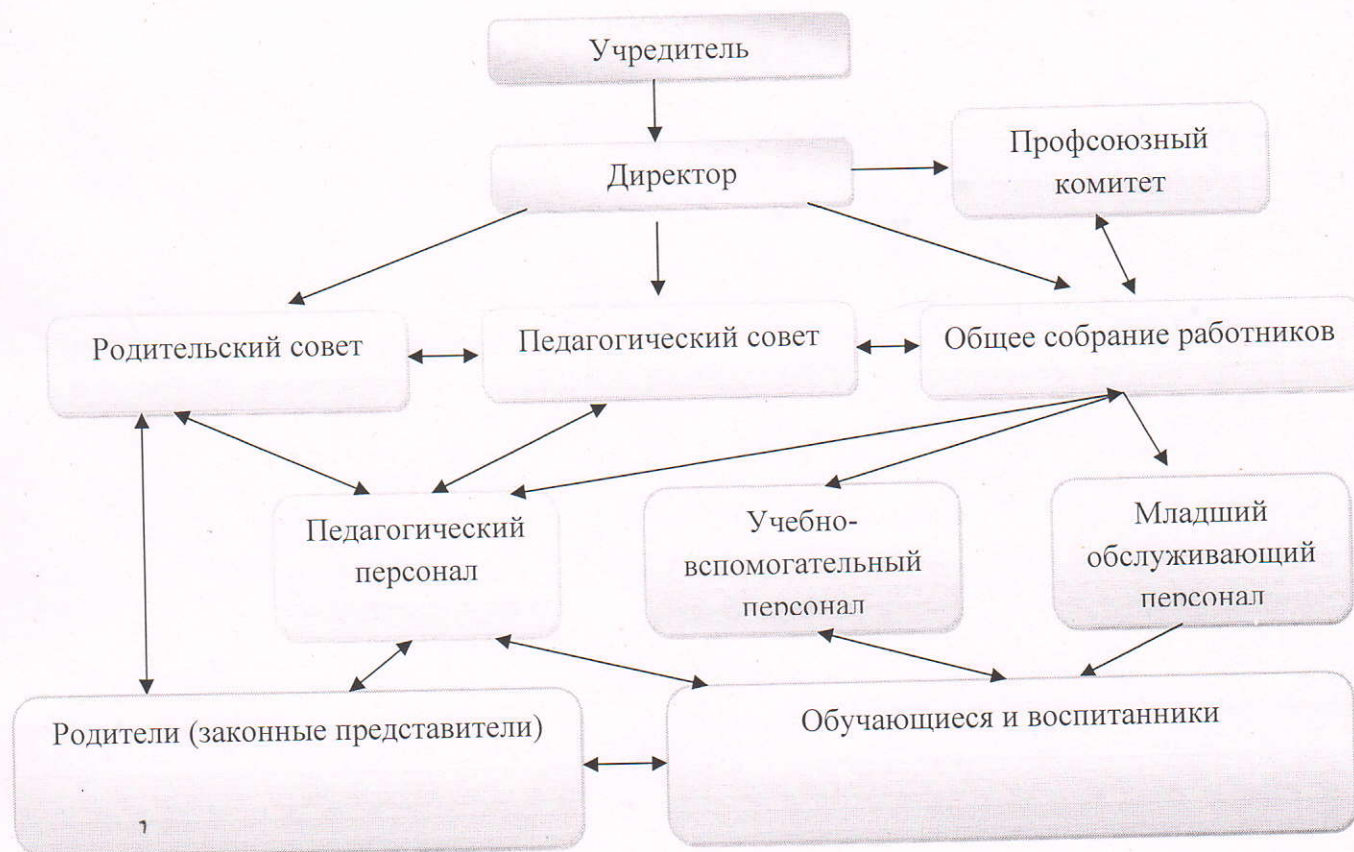 Учредитель
Директор
Профсоюзный
комитет
Родительский совет
Педагогический совет
Общее собрание работников
Педагогический
персонал
Учебно-
вспомогательный
персонал
Младший
обслуживающий
персонал
Родители (законные представители)
Обучающиеся и воспитанники